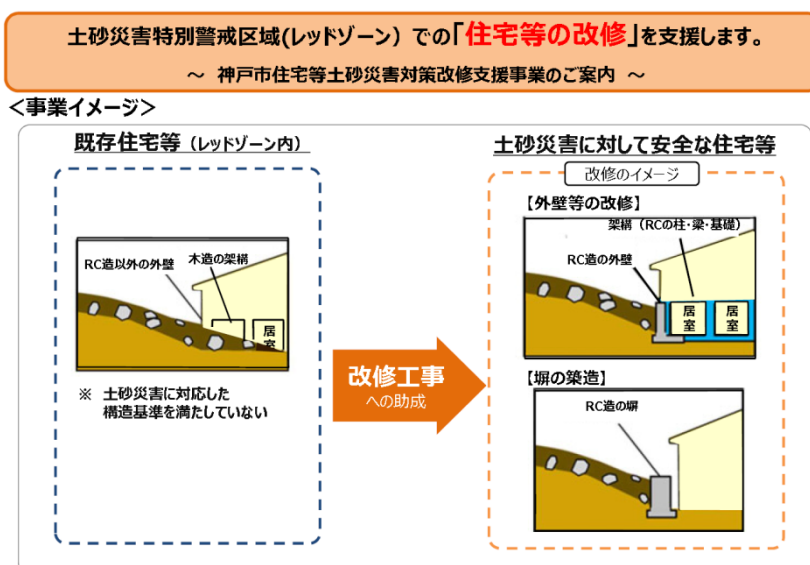 土砂災害特別警戒区域(レッドゾーン）での「住宅等の改修」を支援します。
～ 神戸市住宅等土砂災害対策改修支援事業のご案内 ～
＜事業イメージ＞
既存住宅等（レッドゾーン内）
RC造以外の外壁
木造の架構
居室
※ 土砂災害に対応した
構造基準を満たしていない
改修工事
への助成
土砂災害に対して安全な住宅等
改修のイメージ
【外壁等の改修】
架構（RCの柱・梁・基礎）
RC造の外壁
居室
居室
【塀の築造】
RC造の塀